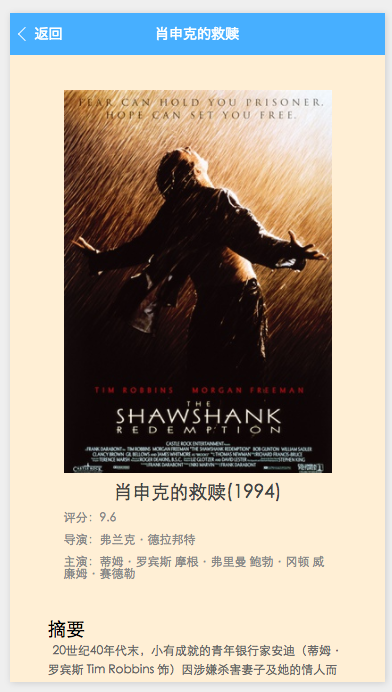 返回
肖申克的救赎
FEAR CAN HOLD YOU PRISONER.
HOPE CAN SET YOU FREE.
TIM ROBBINS MORGAN FREEMAN
THE
SHAWSHANK
REDEMPTION
CASTLE ROCK ENTERTAINMENT
肖申克的救赎(1994)
评分：9.6
导演：弗兰克·德拉邦特
主演：蒂姆·罗宾斯 摩根·弗里曼 鲍勃·冈顿 威
廉姆·赛德勒
摘要
20世纪40年代末，小有成就的青年银行家安迪（蒂姆·
罗宾斯 Tim Robbins 饰）因涉嫌杀害妻子及她的情人而